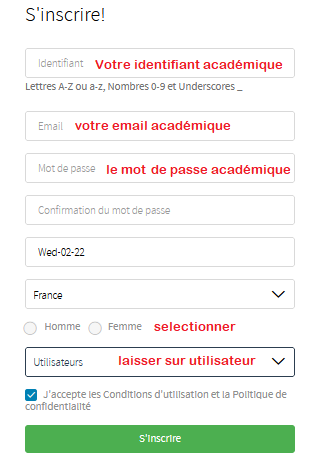 S'inscrire!
Identifiant Votre identifiant académique
Lettres A-Z ou a-z, Nombres 0-9 et Underscores _
Email votre email académique
Mot de passe le mot de passe académique
Confirmation du mot de passe
Wed-02-22
France
Homme Femme selectionner
Utilisateurs laisser sur utilisateur
J'accepte les Conditions d'utilisation et la Politique de
confidentialité
S'inscrire